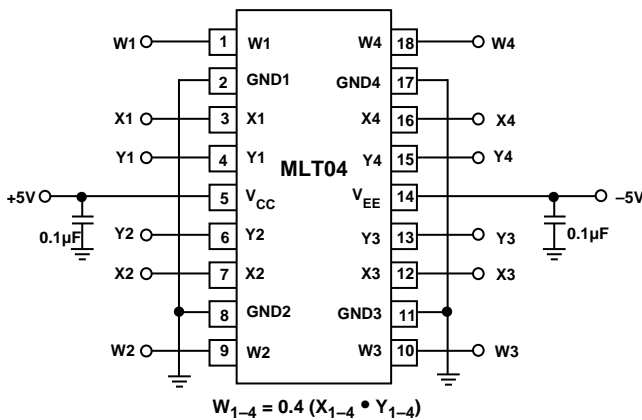 W1 1 W1 W4 18 W4
2 GND1 GND4 17
X1 3 X1 X4 16 X4
Y1 4 Y1 Y4 15 Y4
MLT04
+5V 5 VCC VEE 14 –5V
0.1µF 0.1µF
Y2 6 Y2 Y3 13 Y3
X2 7 X2 X3 12 X3
8 GND2 GND3 11
W2 9 W2 W3 10 W3
W1–4 = 0.4 (X1–4 • Y1–4)